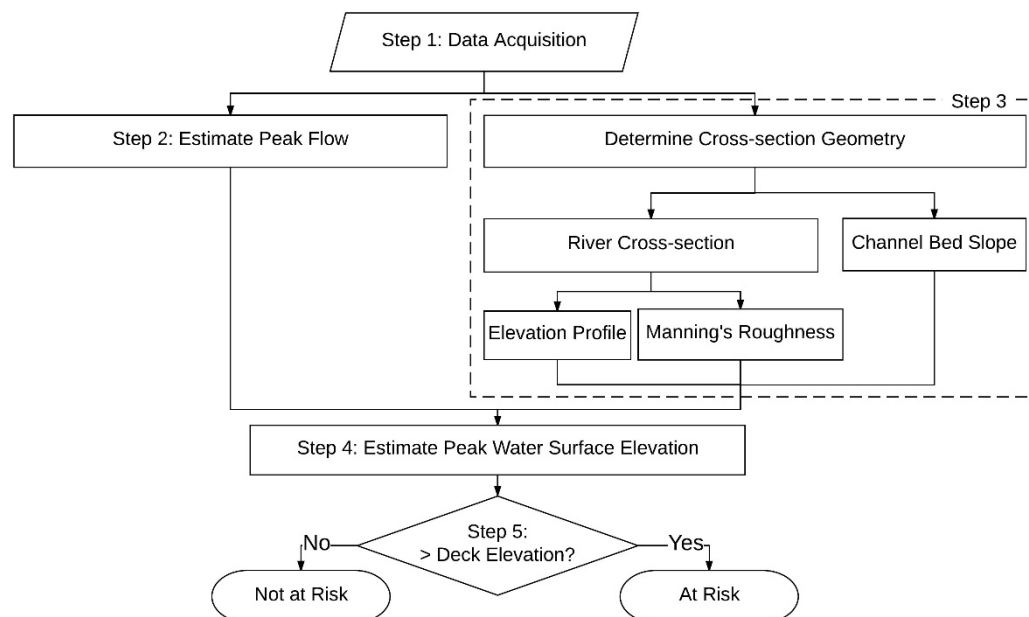 Step 1: Data Acquisition
Step 3
Step 2: Estimate Peak Flow
Determine Cross-section Geometry
River Cross-section
Channel Bed Slope
Elevation Profile
Manning's Roughness
Step 4: Estimate Peak Water Surface Elevation
Step 5:
> Deck Elevation?
No
Yes
Not at Risk
At Risk